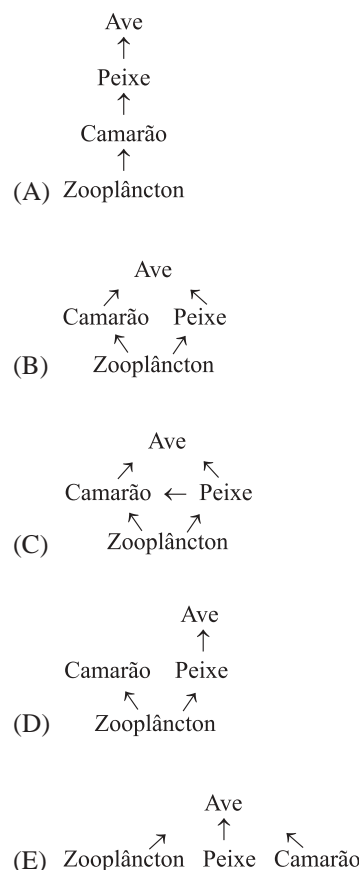 Ave
↑
Peixe
↑
Camarão
↑
(A) Zooplâncton
Ave
↗ ↖
Camarão Peixe
↖ ↗
(B) Zooplâncton
Ave
↗ ↖
Camarão ← Peixe
↖ ↗
(C) Zooplâncton
Ave
↑
Camarão Peixe
↖ ↗
(D) Zooplâncton
Ave
↗ ↑ ↖
(E) Zooplâncton Peixe Camarão